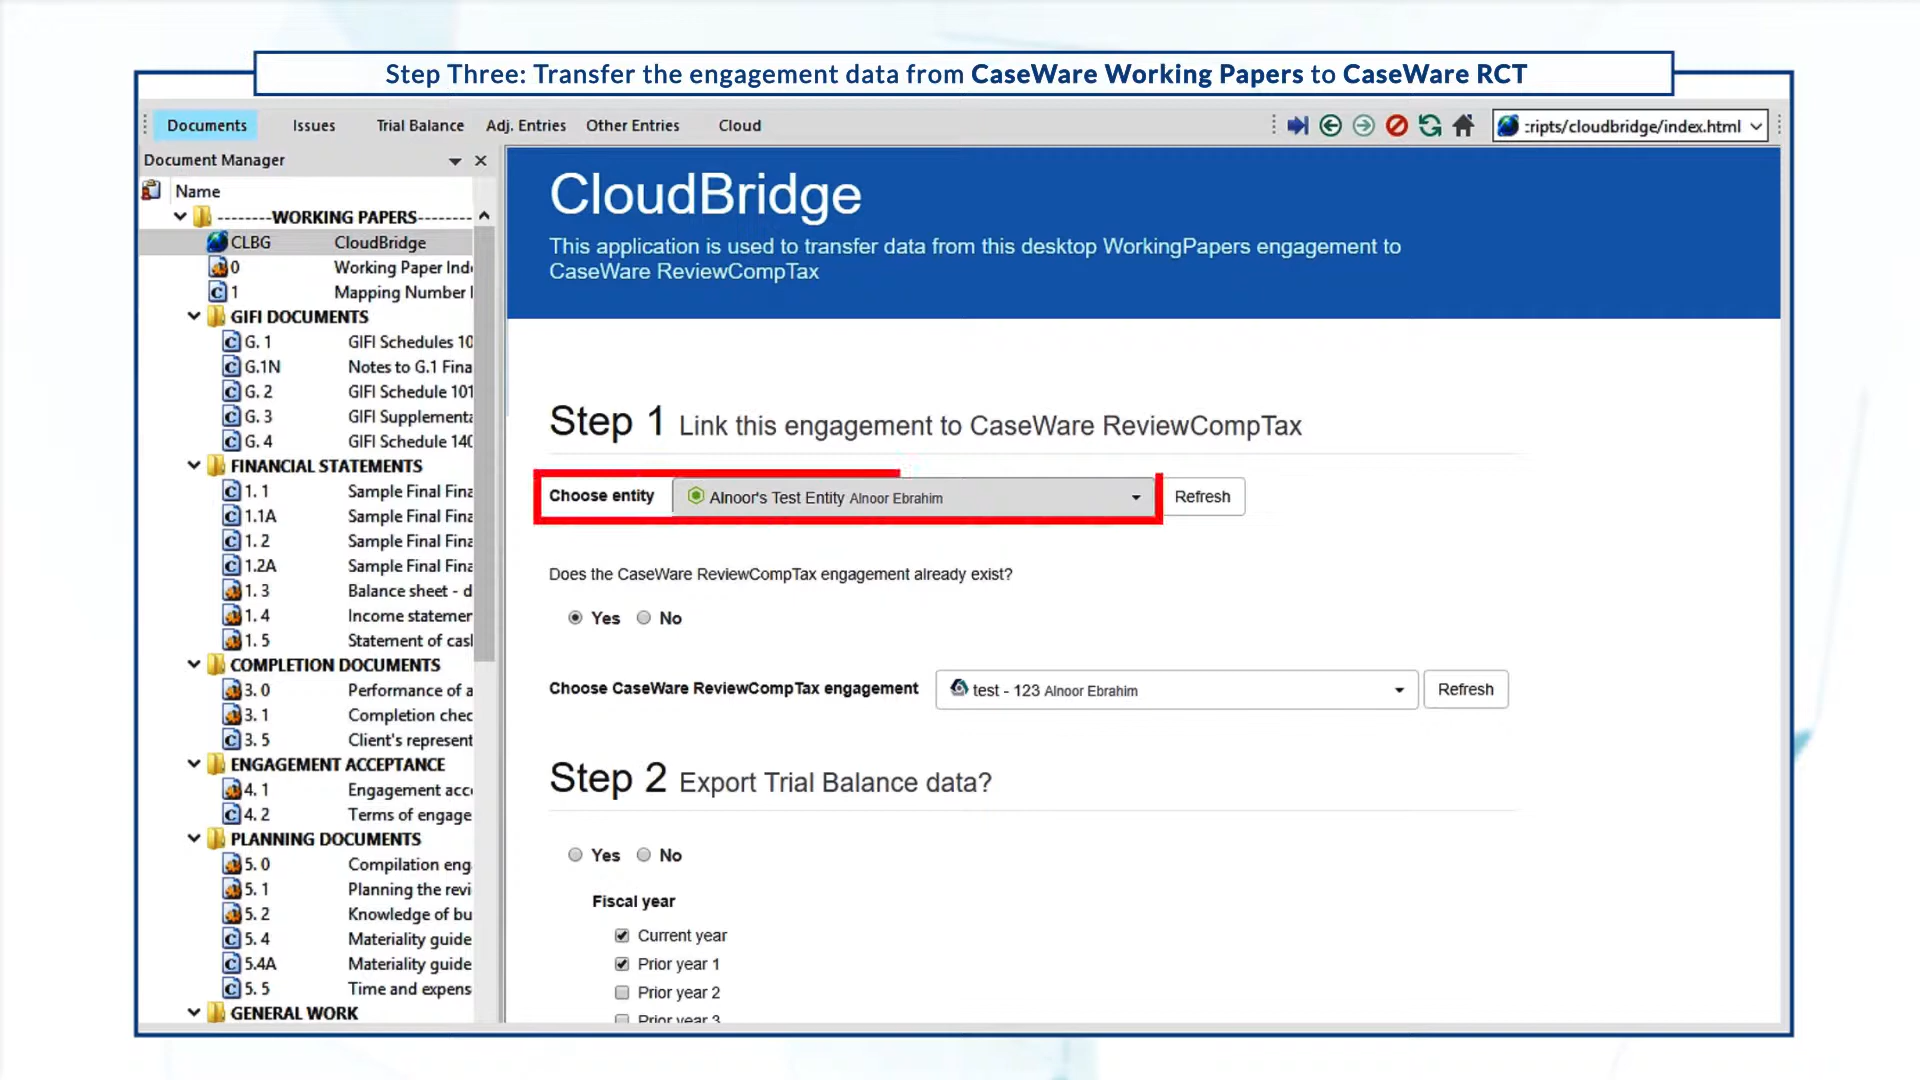 Step Three: Transfer the engagement data from CaseWare Working Papers to CaseWare RCT
Documents Issues Trial Balance Adj. Entries Other Entries Cloud
:ripts/cloudbridge/index.html
Document Manager
Name
--------WORKING PAPERS--------
CLBG CloudBridge
0 Working Paper Inde
1 Mapping Number
GIFI DOCUMENTS
G. 1 GIFI Schedules 10
G.1N Notes to G.1 Fina
G. 2 GIFI Schedule 101
G. 3 GIFI Supplementa
G. 4 GIFI Schedule 140
FINANCIAL STATEMENTS
1. 1 Sample Final Fina
1.1A Sample Final Fina
1. 2 Sample Final Fina
1.2A Sample Final Fina
1. 3 Balance sheet - d
1. 4 Income statemer
1. 5 Statement of casl
COMPLETION DOCUMENTS
3. 0 Performance of a
3. 1 Completion chec
3. 5 Client's represent
ENGAGEMENT ACCEPTANCE
4. 1 Engagement acc
4. 2 Terms of engage
PLANNING DOCUMENTS
5. 0 Compilation eng
5. 1 Planning the revi
5. 2 Knowledge of bu
5. 4 Materiality guide
5.4A Materiality guide
5. 5 Time and expens
GENERAL WORK
CloudBridge
This application is used to transfer data from this desktop WorkingPapers engagement to
CaseWare ReviewCompTax
Step 1 Link this engagement to CaseWare ReviewCompTax
Choose entity Alnoor's Test Entity Alnoor Ebrahim Refresh
Does the CaseWare ReviewCompTax engagement already exist?
Yes No
Choose CaseWare ReviewCompTax engagement test - 123 Alnoor Ebrahim Refresh
Step 2 Export Trial Balance data?
Yes No
Fiscal year
Current year
Prior year 1
Prior year 2
Prior year 3